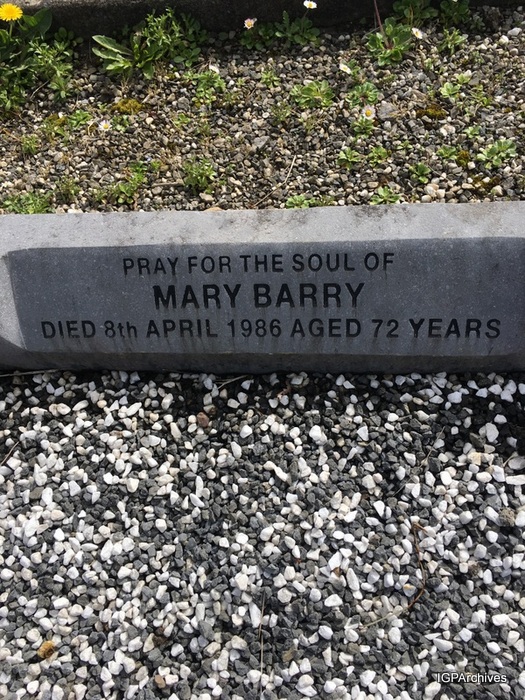 PRAY FOR THE SOUL OF
MARY BARRY
DIED 8th APRIL 1986 AGED 72 YEARS
IGPArchives